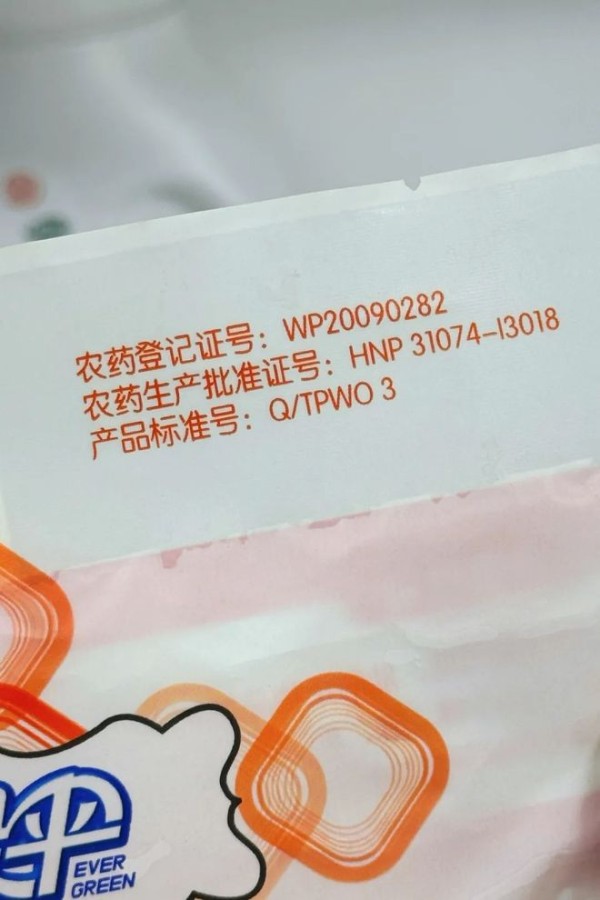 农药登记证号：WP20090282
农药生产批准证号：HNP 31074-I3018
产品标准号：Q/TPWO 3
EVER
GREEN